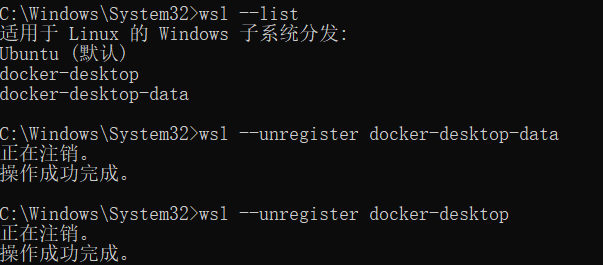 C:\Windows\System32>wsl --list
适用于 Linux 的 Windows 子系统分发:
Ubuntu (默认)
docker-desktop
docker-desktop-data
C:\Windows\System32>wsl --unregister docker-desktop-data
正在注销。
操作成功完成。
C:\Windows\System32>wsl --unregister docker-desktop
正在注销。
操作成功完成。